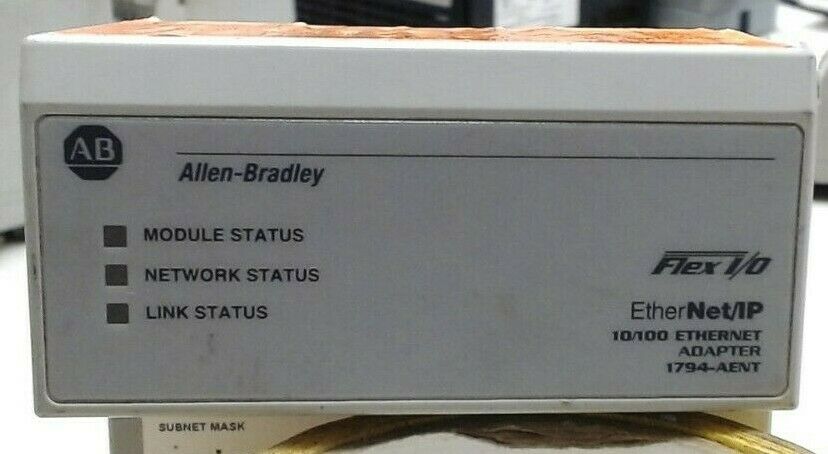 AB
Allen-Bradley
MODULE STATUS
NETWORK STATUS
LINK STATUS
Flex I/O
EtherNet/IP
10/100 ETHERNET
ADAPTER
1794-AENT
SUBNET MASK